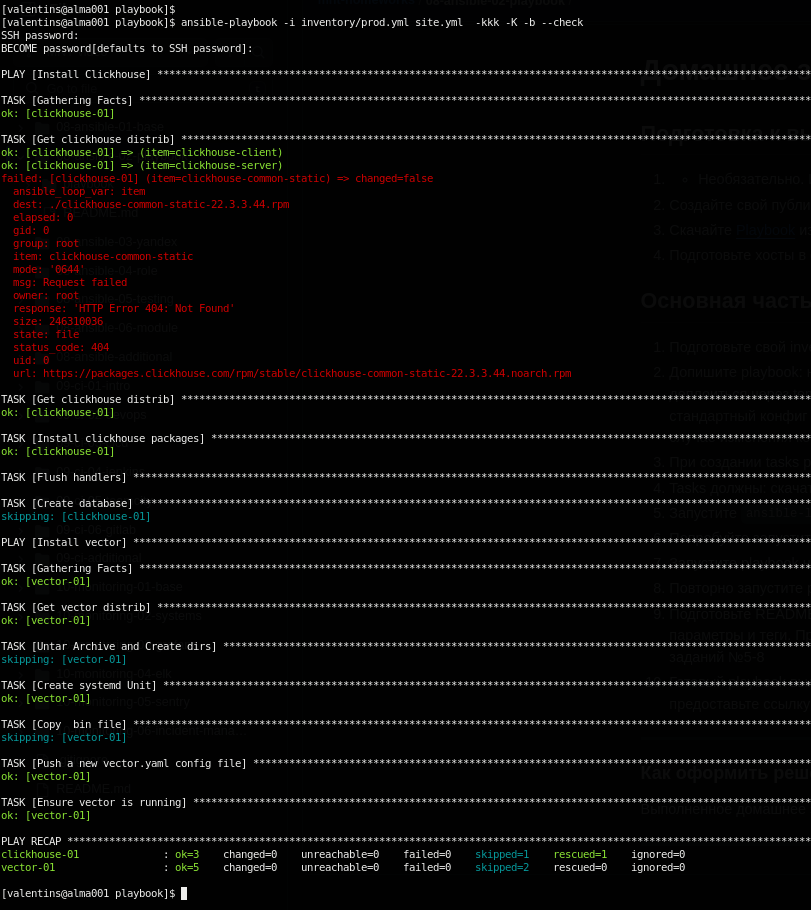 [valentins@alma001 playbook]$
[valentins@alma001 playbook]$ ansible-playbook -i inventory/prod.yml site.yml  -kkk -K -b --check
SSH password:
BECOME password[defaults to SSH password]:
PLAY [Install Clickhouse] *************************************************************************************************************
TASK [Gathering Facts] ****************************************************************************************************************
ok: [clickhouse-01]
TASK [Get clickhouse distrib] *********************************************************************************************************
ok: [clickhouse-01] => (item=clickhouse-client)
ok: [clickhouse-01] => (item=clickhouse-server)
failed: [clickhouse-01] (item=clickhouse-common-static) => changed=false
  ansible_loop_var: item
  dest: ./clickhouse-common-static-22.3.3.44.rpm
  elapsed: 0
  gid: 0
  group: root
  item: clickhouse-common-static
  mode: '0644'
  msg: Request failed
  owner: root
  response: 'HTTP Error 404: Not Found'
  size: 246310036
  state: file
  status_code: 404
  uid: 0
  url: https://packages.clickhouse.com/rpm/stable/clickhouse-common-static-22.3.3.44.noarch.rpm
TASK [Get clickhouse distrib] *********************************************************************************************************
ok: [clickhouse-01]
TASK [Install clickhouse packages] ****************************************************************************************************
ok: [clickhouse-01]
TASK [Flush handlers] *****************************************************************************************************************
TASK [Create database] ****************************************************************************************************************
skipping: [clickhouse-01]
PLAY [Install vector] *****************************************************************************************************************
TASK [Gathering Facts] ****************************************************************************************************************
ok: [vector-01]
TASK [Get vector distrib] *************************************************************************************************************
ok: [vector-01]
TASK [Untar Archive and Create dirs] **************************************************************************************************
skipping: [vector-01]
TASK [Create systemd Unit] ************************************************************************************************************
ok: [vector-01]
TASK [Copy  bin file] *****************************************************************************************************************
skipping: [vector-01]
TASK [Push a new vector.yaml config file] *********************************************************************************************
ok: [vector-01]
TASK [Ensure vector is running] *******************************************************************************************************
ok: [vector-01]
PLAY RECAP ****************************************************************************************************************************
clickhouse-01              : ok=3    changed=0    unreachable=0    failed=0    skipped=1    rescued=1    ignored=0
vector-01                  : ok=5    changed=0    unreachable=0    failed=0    skipped=2    rescued=0    ignored=0
[valentins@alma001 playbook]$